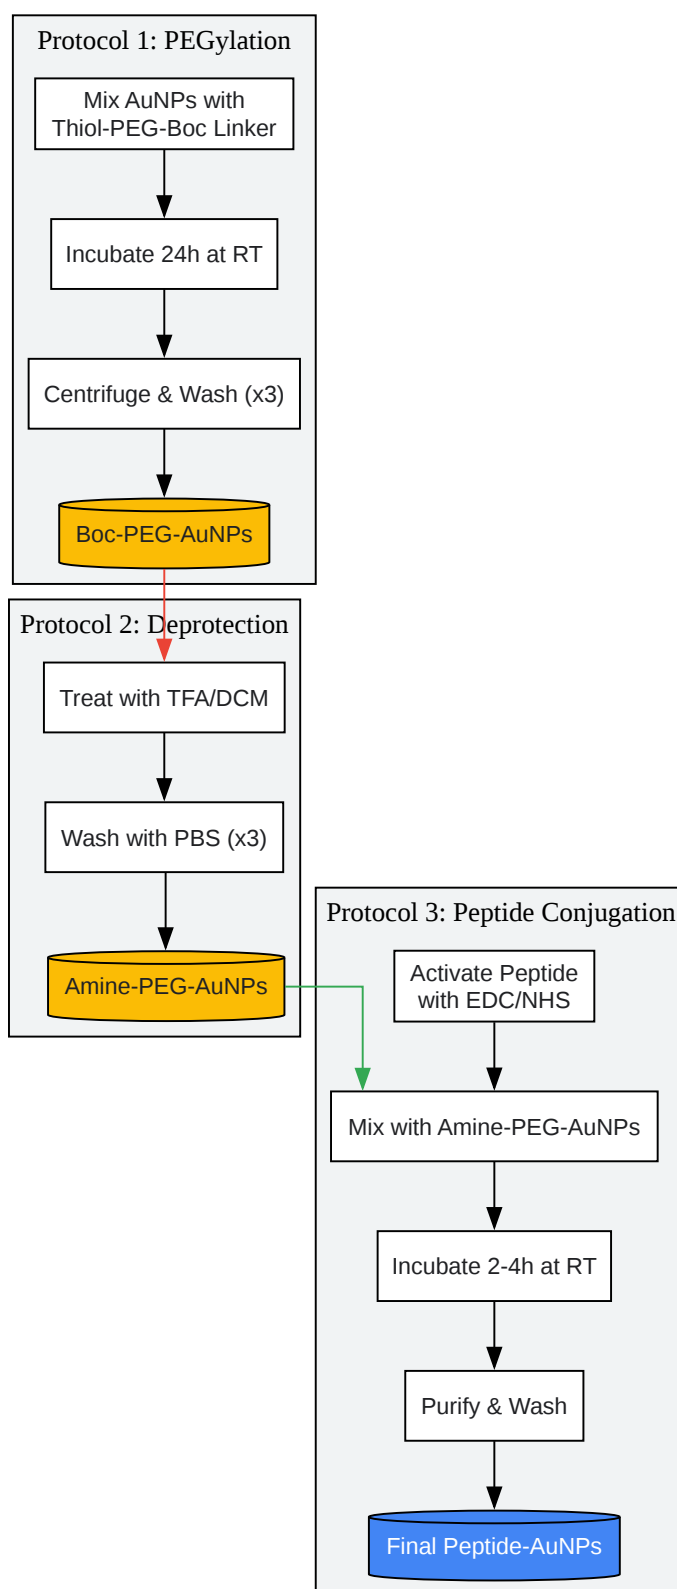 Protocol 1: PEGylation
Mix AuNPs with
Thiol-PEG-Boc Linker
Incubate 24h at RT
Centrifuge & Wash (x3)
Boc-PEG-AuNPs
Protocol 2: Deprotection
Treat with TFA/DCM
Wash with PBS (x3)
Amine-PEG-AuNPs
Protocol 3: Peptide Conjugation
Activate Peptide
with EDC/NHS
Mix with Amine-PEG-AuNPs
Incubate 2-4h at RT
Purify & Wash
Final Peptide-AuNPs